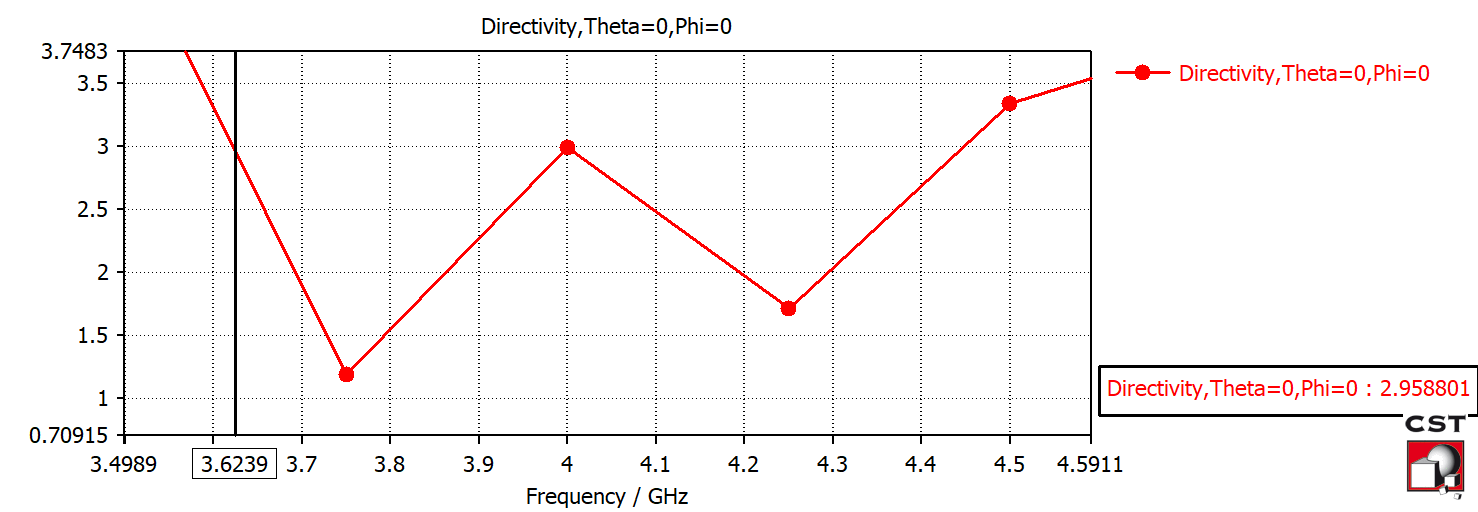 Directivity,Theta=0,Phi=0
3.7483
3.5
3
2.5
2
1.5
1
0.70915
3.4989 3.6239 3.7 3.8 3.9 4 4.1 4.2 4.3 4.4 4.5 4.5911
Frequency / GHz
Directivity,Theta=0,Phi=0
Directivity,Theta=0,Phi=0 : 2.958801
CST